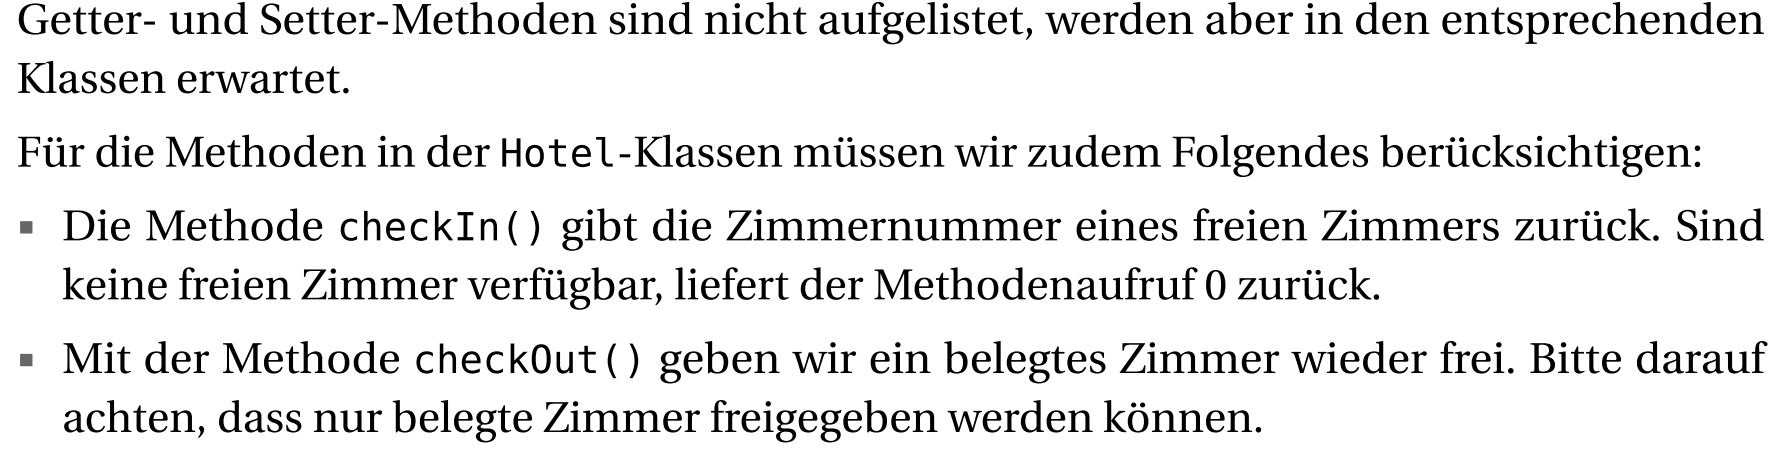 Getter- und Setter-Methoden sind nicht aufgelistet, werden aber in den entsprechenden
Klassen erwartet.
Für die Methoden in der Hotel-Klassen müssen wir zudem Folgendes berücksichtigen:
▪ Die Methode checkIn() gibt die Zimmernummer eines freien Zimmers zurück. Sind
keine freien Zimmer verfügbar, liefert der Methodenaufruf 0 zurück.
▪ Mit der Methode checkOut() geben wir ein belegtes Zimmer wieder frei. Bitte darauf
achten, dass nur belegte Zimmer freigegeben werden können.